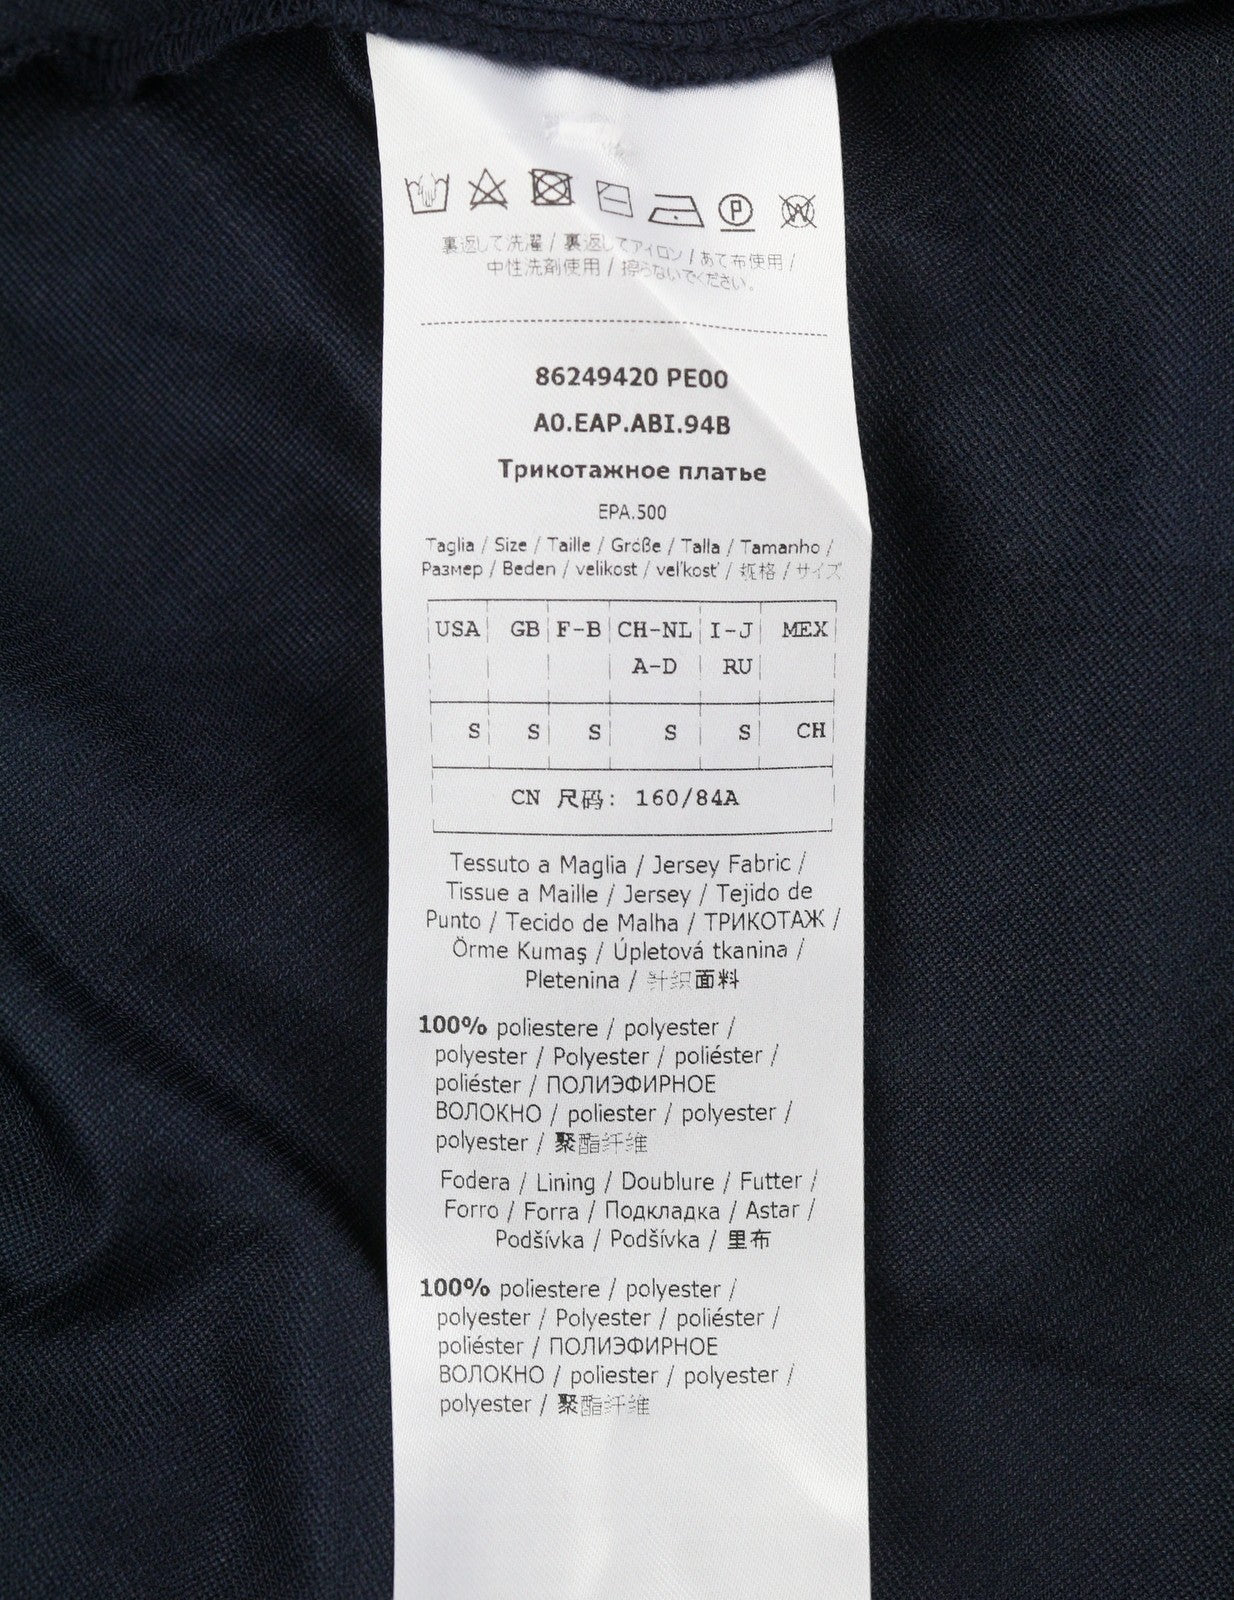 裏返して洗濯 / 裏返してアイロン / あて布使用 /
中性洗剤使用 / 擦らないでください。
86249420 PE00
A0.EAP.ABI.94B
Трикотажное платье
EPA.500
Taglia / Size / Taille / Größe / Talla / Tamanho /
Размер / Beden / velikost / veľkosť / 规格 / サイズ
USA GB F-B CH-NL I-J MEX
A-D RU
S S S S S CH
CN 尺码: 160/84A
Tessuto a Maglia / Jersey Fabric /
Tissue a Maille / Jersey / Tejido de
Punto / Tecido de Malha / ТРИКОТАЖ /
Örme Kumaş / Úpletová tkanina /
Pletenina / 针织面料
100% poliestere / polyester /
polyester / Polyester / poliéster /
poliéster / ПОЛИЭФИРНОЕ
ВОЛОКНО / poliester / polyester /
polyester / 聚酯纤维
Fodera / Lining / Doublure / Futter /
Forro / Forra / Подкладка / Astar /
Podšívka / Podšívka / 里布
100% poliestere / polyester /
polyester / Polyester / poliéster /
poliéster / ПОЛИЭФИРНОЕ
ВОЛОКНО / poliester / polyester /
polyester / 聚酯纤维